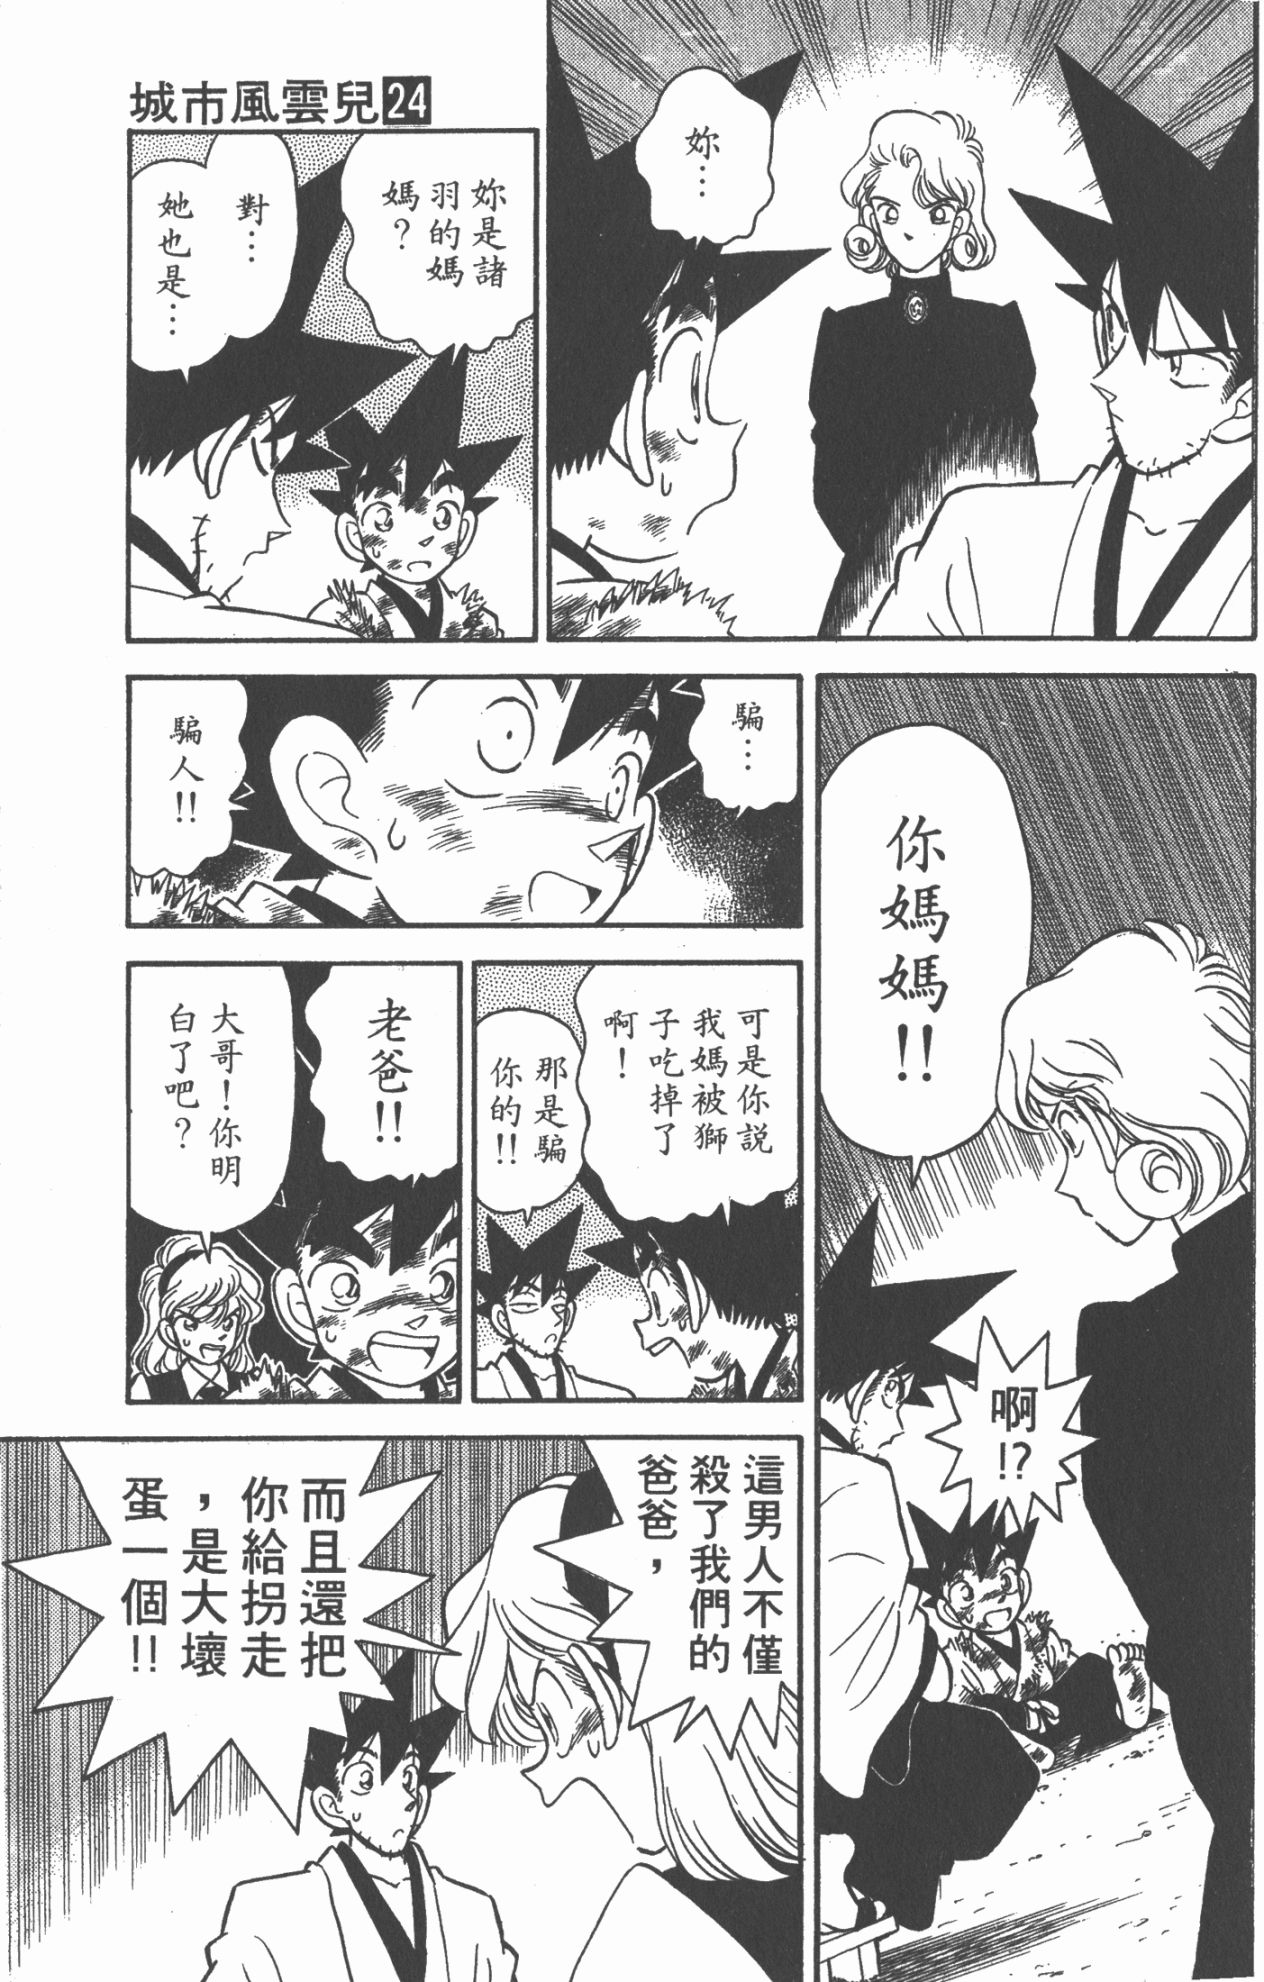 城市風雲兒24
妳…
妳是諸
羽的媽
媽？
對…
她也是…
你媽媽!!
啊!?
騙…
騙人!!
可是你說
我媽被獅
子吃掉了
啊！
那是騙
你的!!
老爸!!
大哥！你明
白了吧？
這男人不僅
殺了我們的
爸爸，
而且還把
你給拐走
，是大壞
蛋一個!!